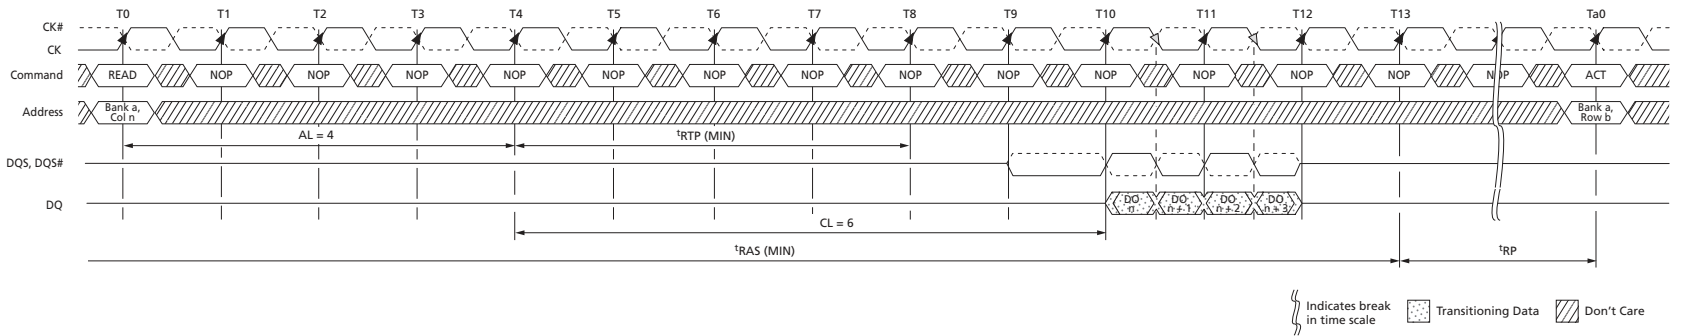 T0 T1 T2 T3 T4 T5 T6 T7 T8 T9 T10 T11 T12 T13 Ta0
CK#
CK
Command READ NOP NOP NOP NOP NOP NOP NOP NOP NOP NOP NOP NOP NOP NOP ACT
Address Bank a, Col n Bank a, Row b
AL = 4 tRTP (MIN)
DQS, DQS#
DQ DO n DO n + 1 DO n + 2 DO n + 3
CL = 6
tRAS (MIN) tRP
Indicates break in time scale Transitioning Data Don't Care